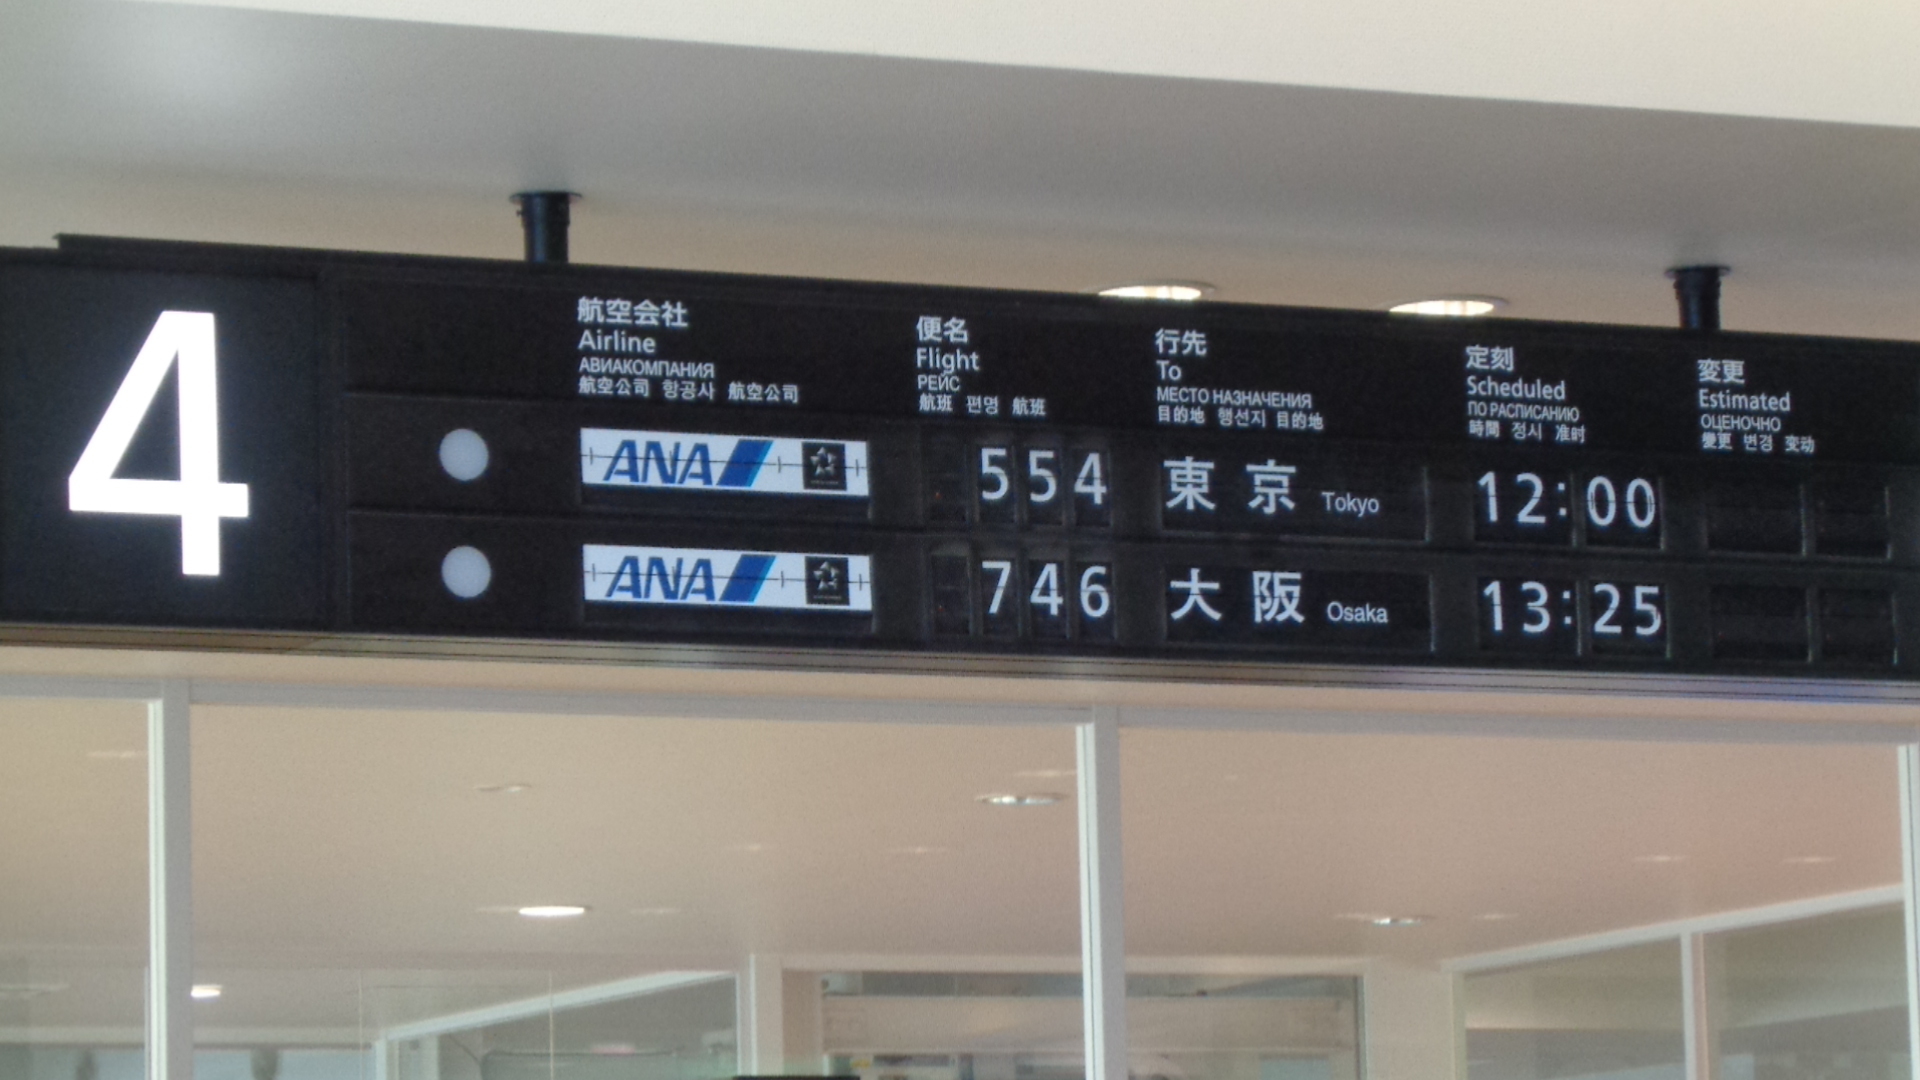 4
航空会社
Airline
АВИАКОМПАНИЯ
航空公司 항공사 航空公司
便名
Flight
РЕЙС
航班 편명 航班
行先
To
МЕСТО НАЗНАЧЕНИЯ
目的地 행선지 目的地
定刻
Scheduled
ПО РАСПИСАНИЮ
時間 정시 准时
変更
Estimated
ОЦЕНОЧНО
變更 변경 变动
ANA 554 東京 Tokyo 12:00
ANA 746 大阪 Osaka 13:25